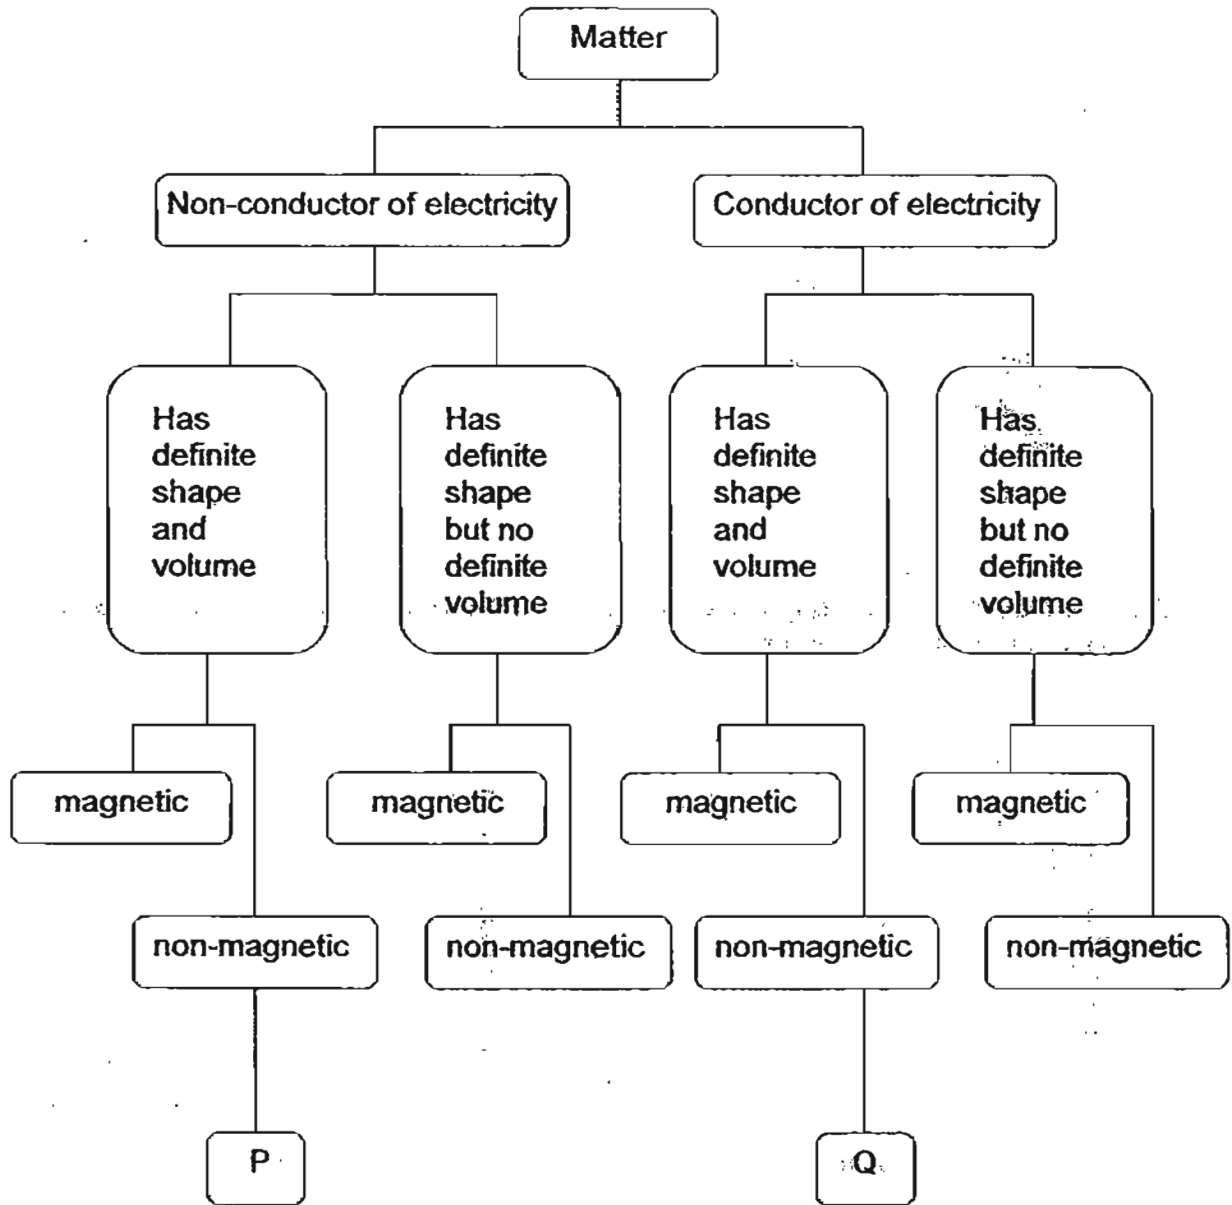 Matter
Non-conductor of electricity
Conductor of electricity
Has
definite
shape
and
volume
Has
definite
shape
but no
definite
volume
Has
definite
shape
and
volume
Has
definite
shape
but no
definite
volume
magnetic
magnetic
magnetic
magnetic
non-magnetic
non-magnetic
non-magnetic
non-magnetic
P
Q